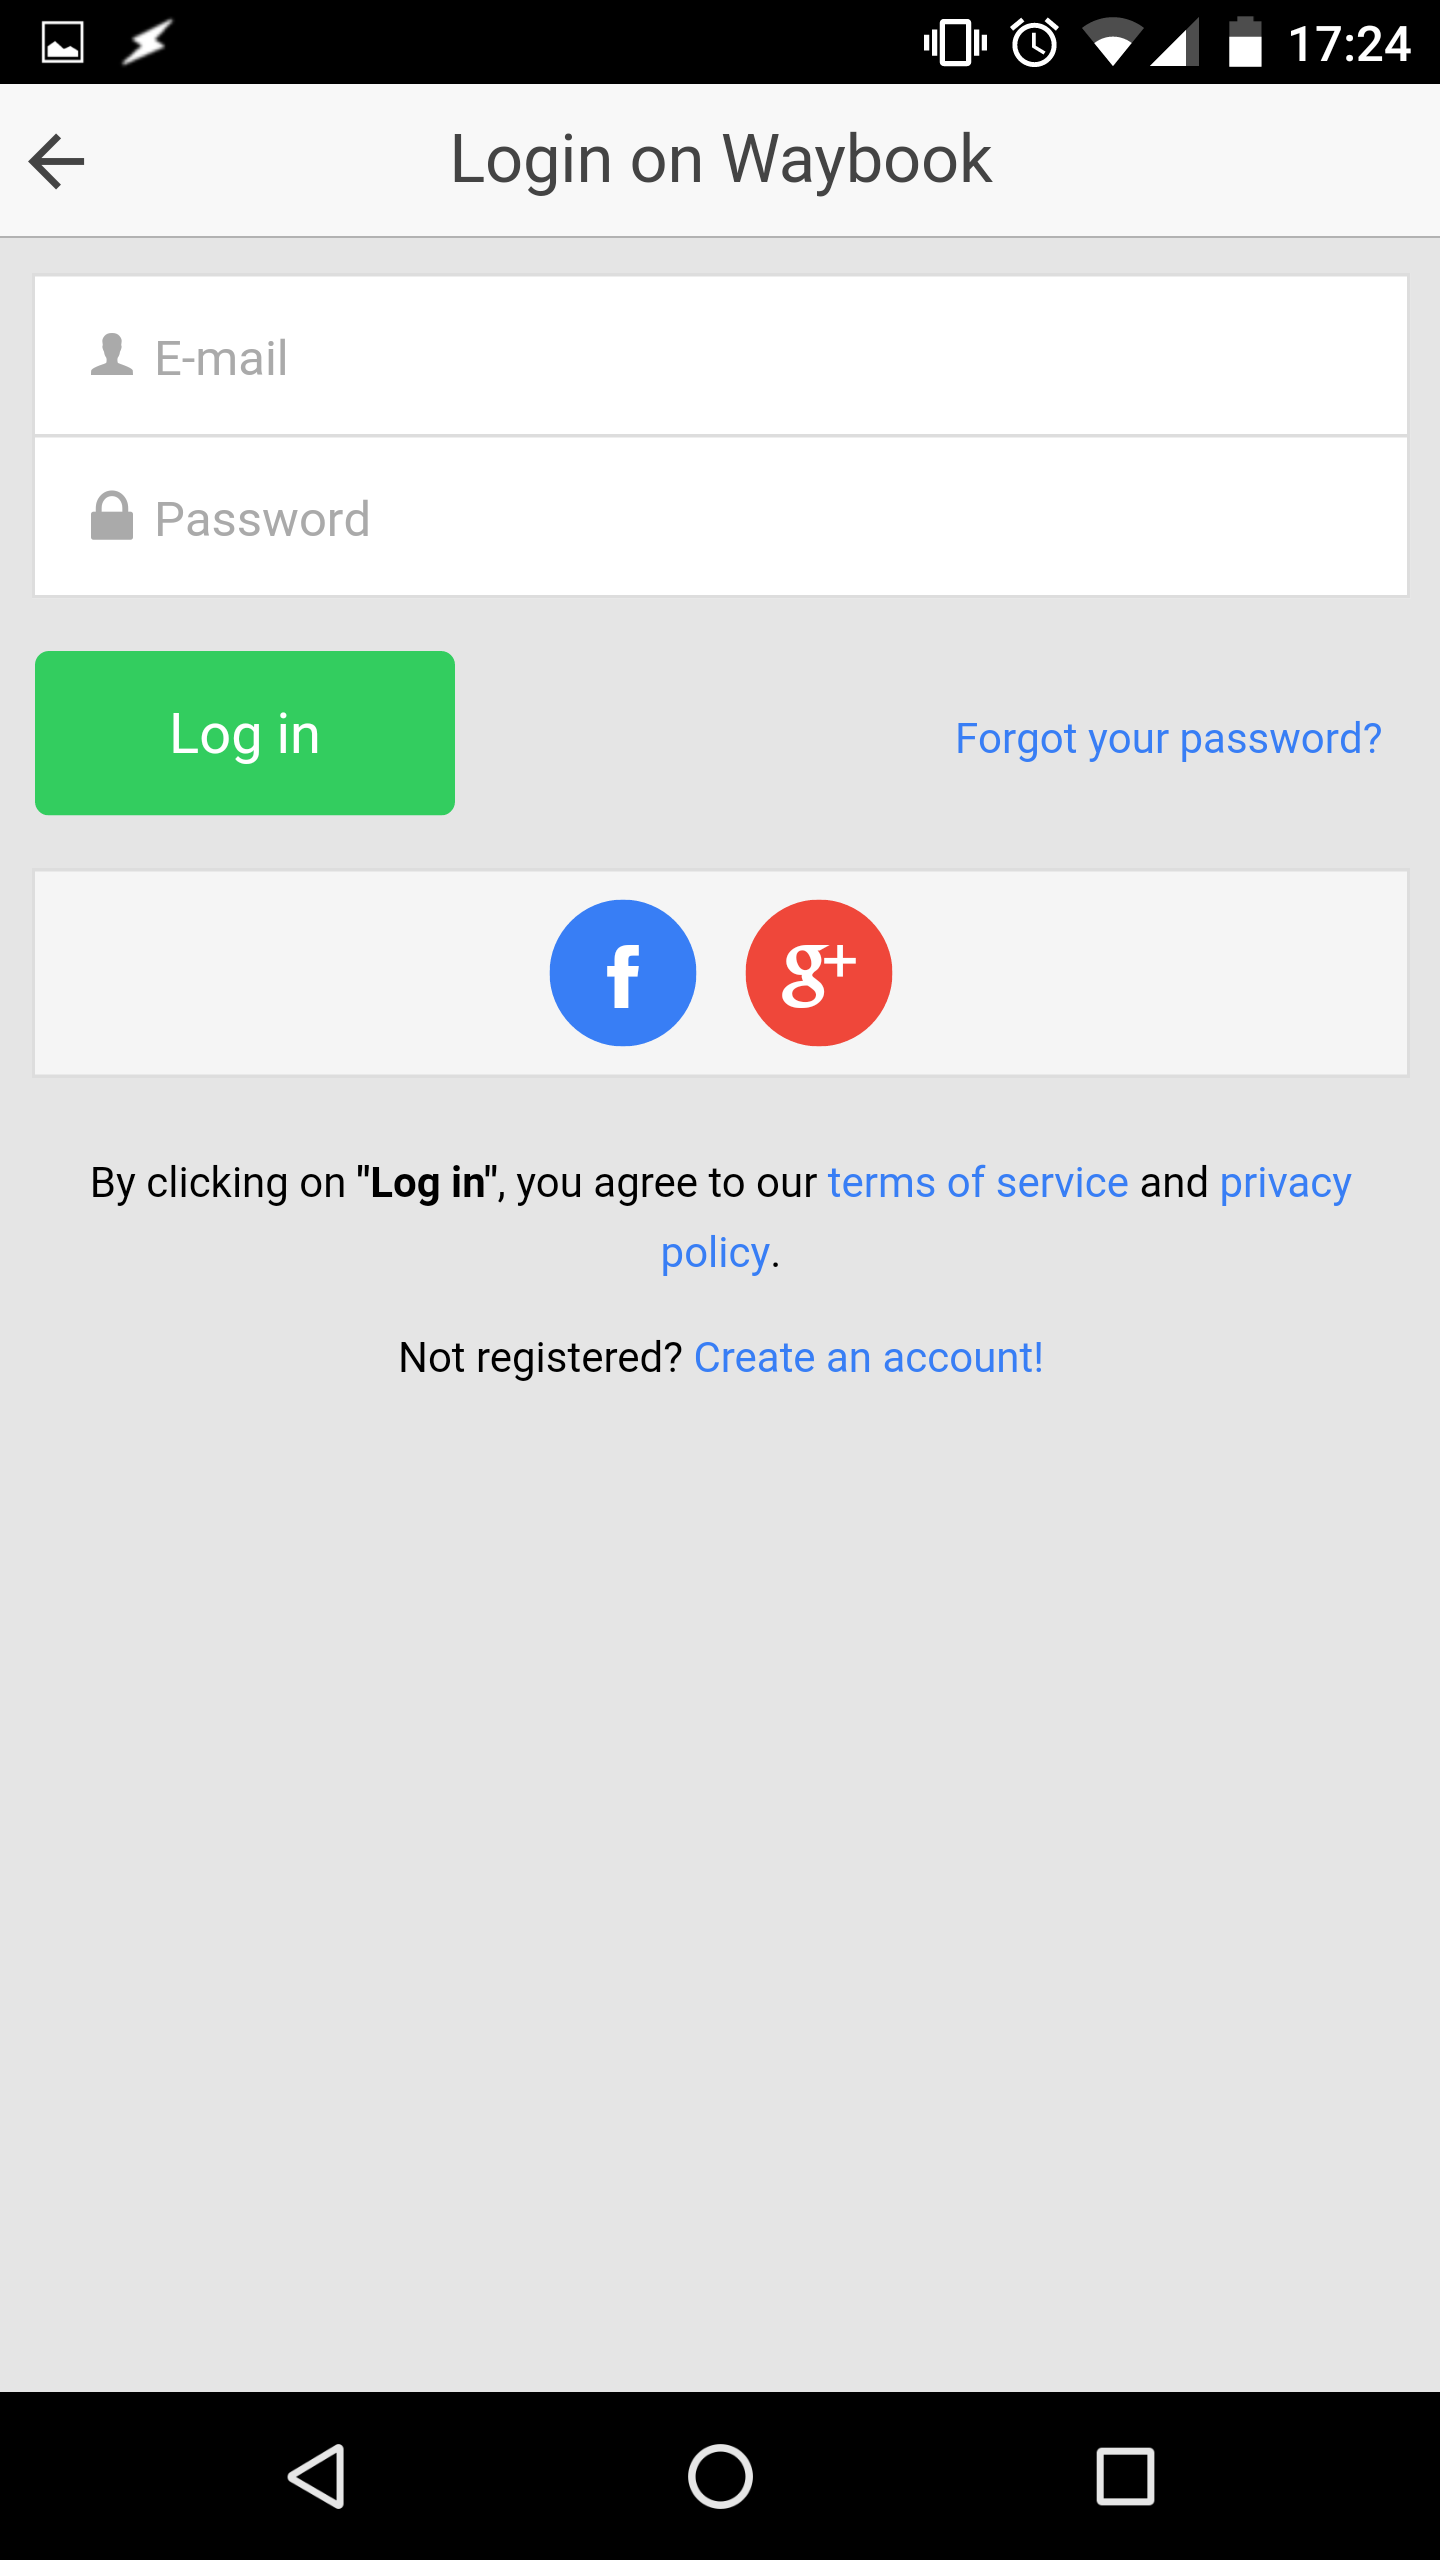 17:24
Login on Waybook
E-mail
Password
Log in
Forgot your password?
f
g+
By clicking on "Log in", you agree to our terms of service and privacy
policy.
Not registered? Create an account!